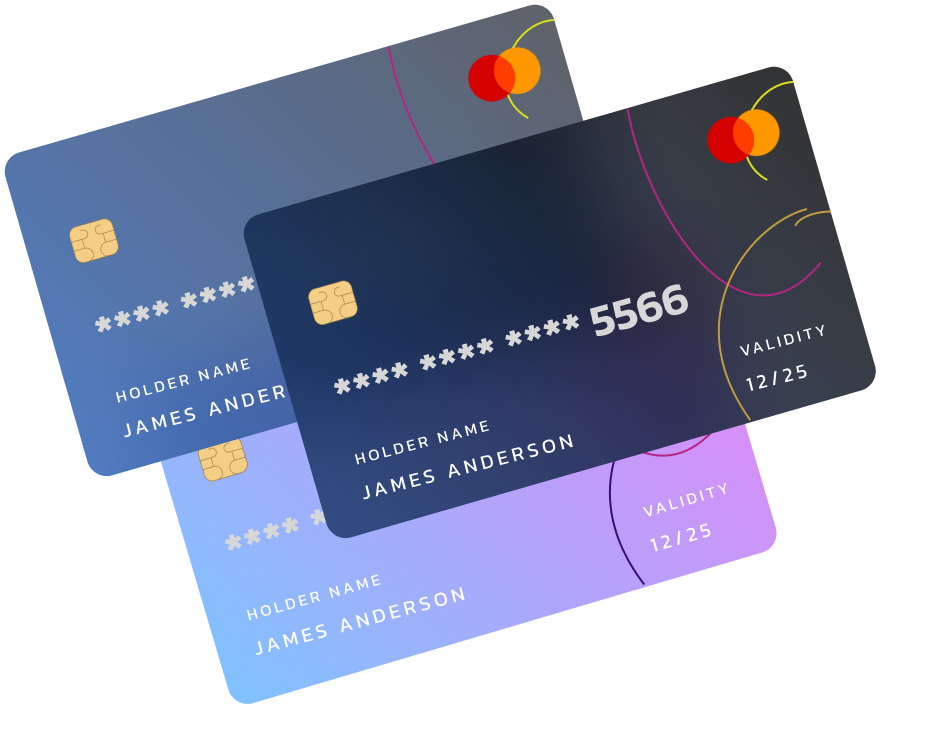 **** ****
HOLDER NAME
JAMES ANDER
**** **** **** 5566
VALIDITY
12/25
HOLDER NAME
JAMES ANDERSON
**** *
VALIDITY
12/25
HOLDER NAME
JAMES ANDERSON